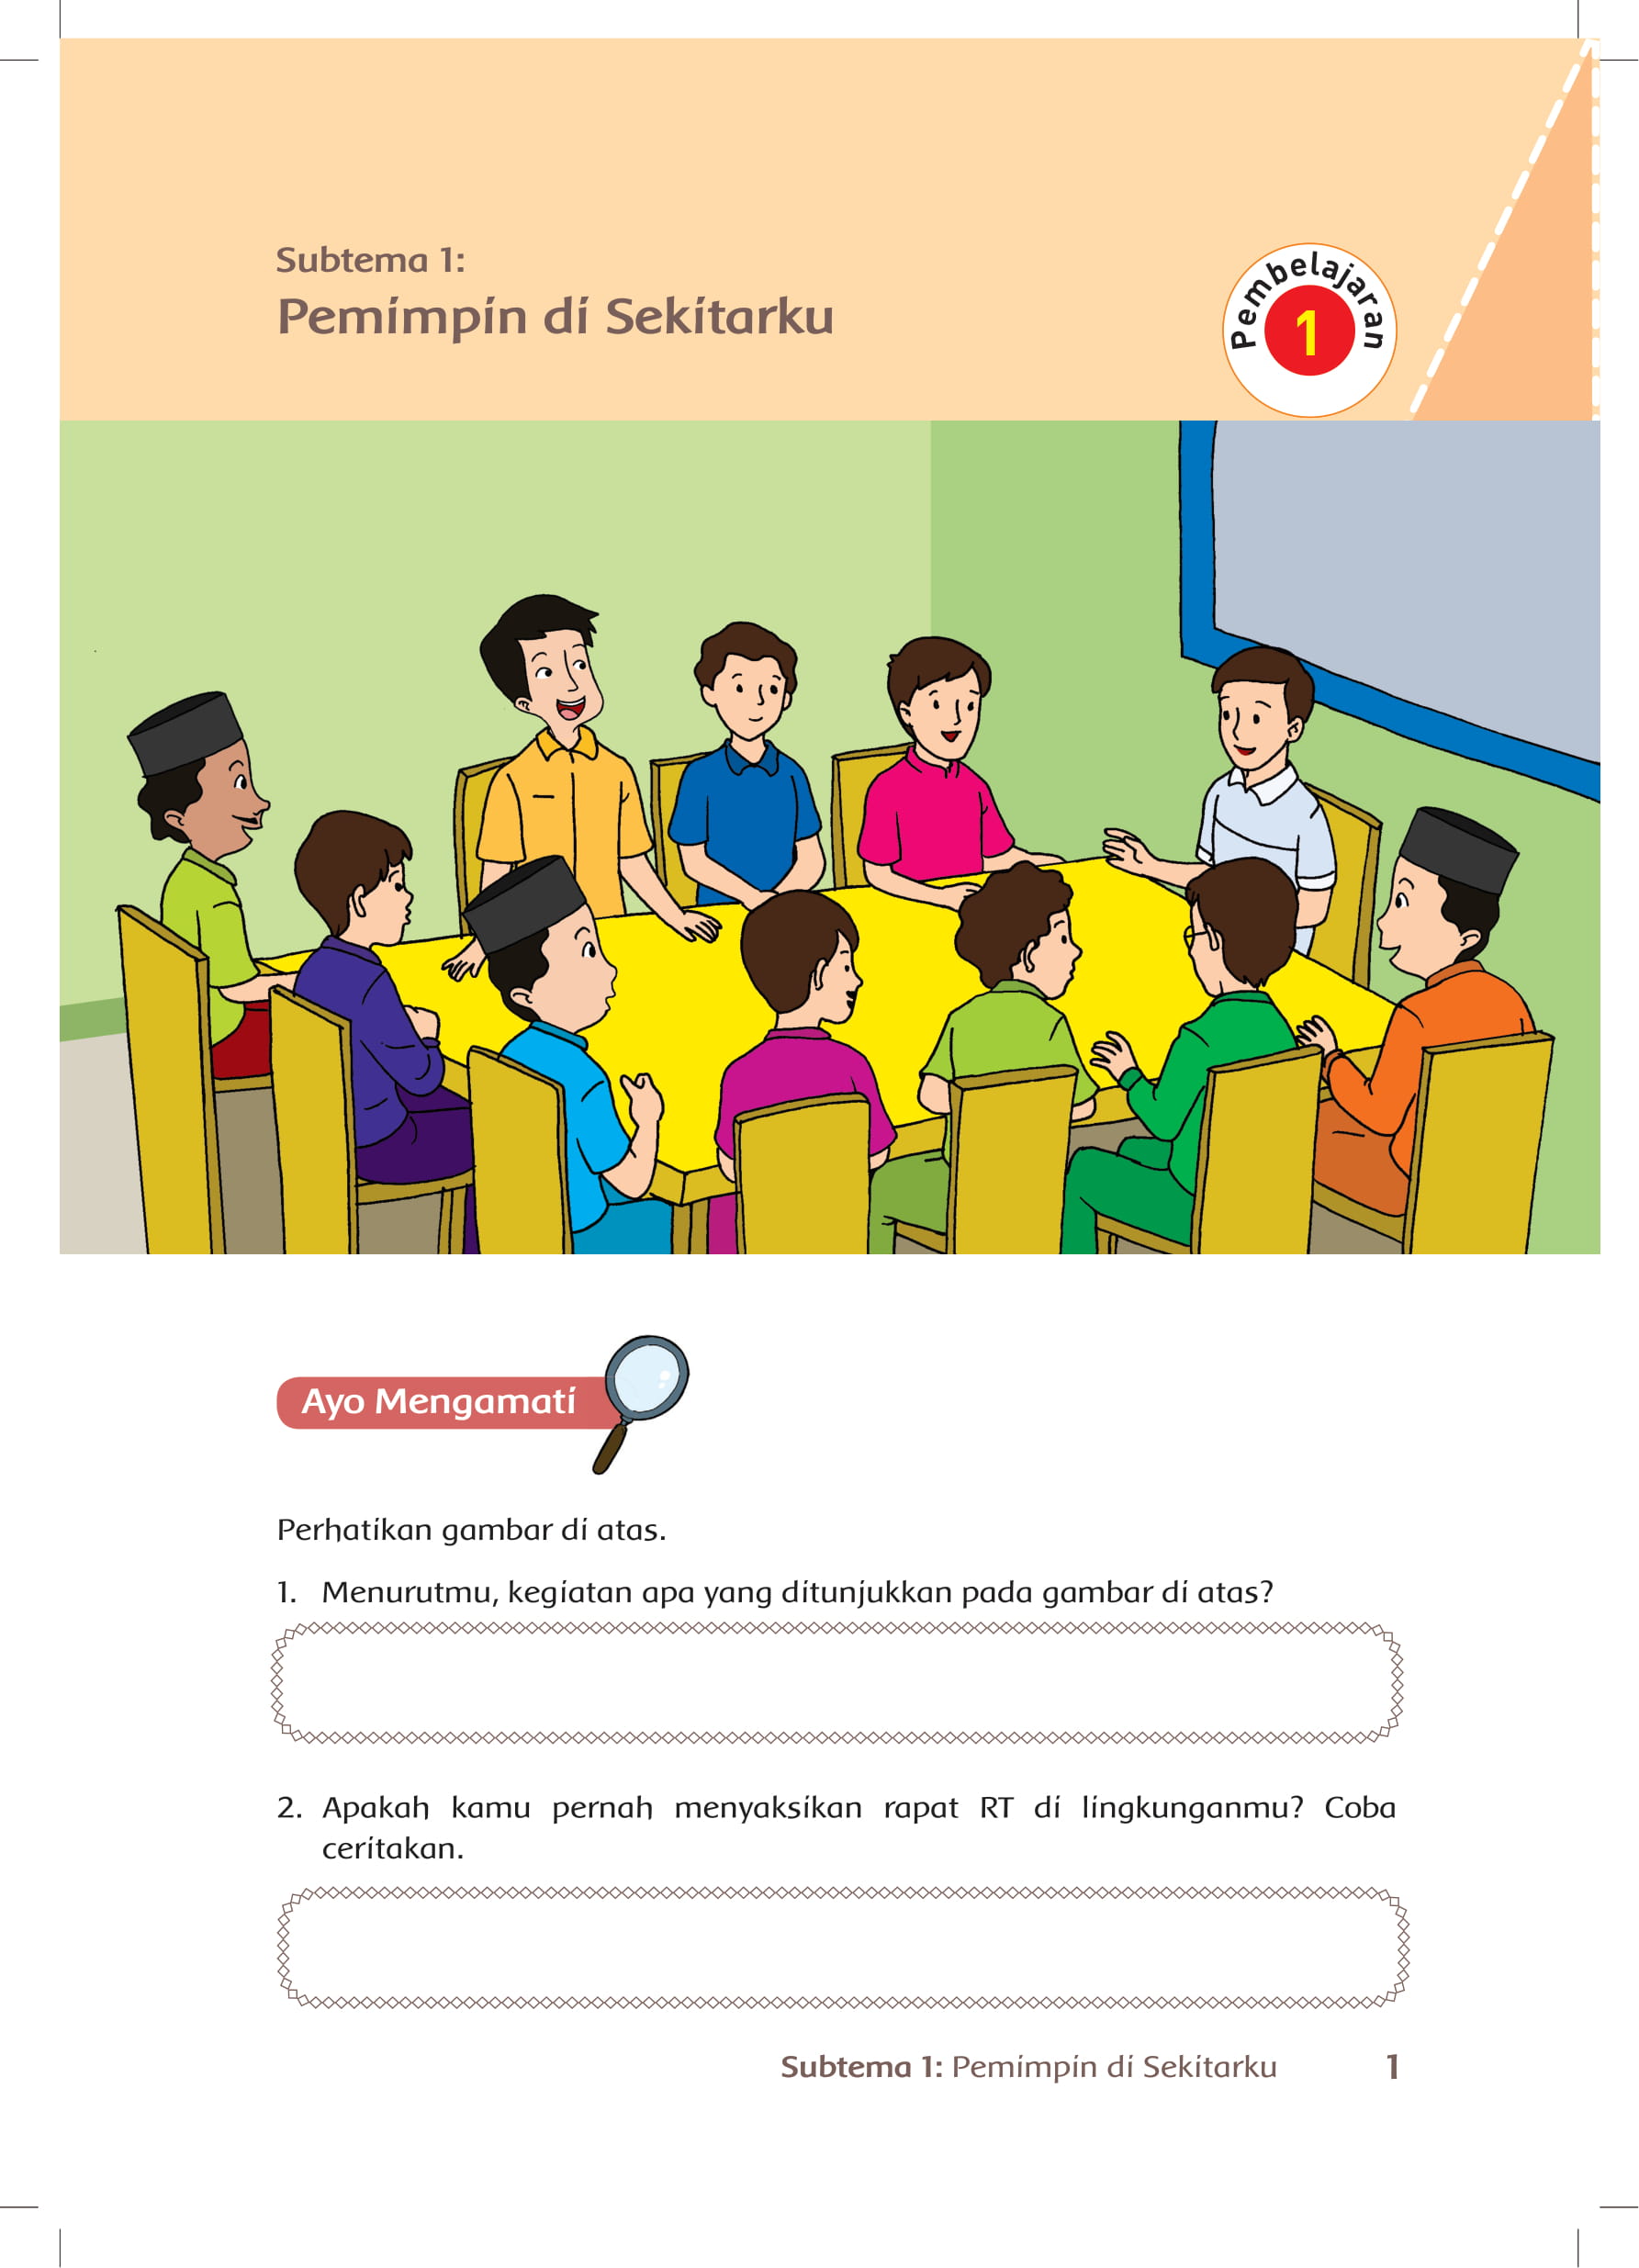 Subtema 1:
Pemimpin di Sekitarku
Pembelajaran
1
Ayo Mengamati
Perhatikan gambar di atas.
1. Menurutmu, kegiatan apa yang ditunjukkan pada gambar di atas?
2. Apakah kamu pernah menyaksikan rapat RT di lingkunganmu? Coba
ceritakan.
Subtema 1: Pemimpin di Sekitarku 1